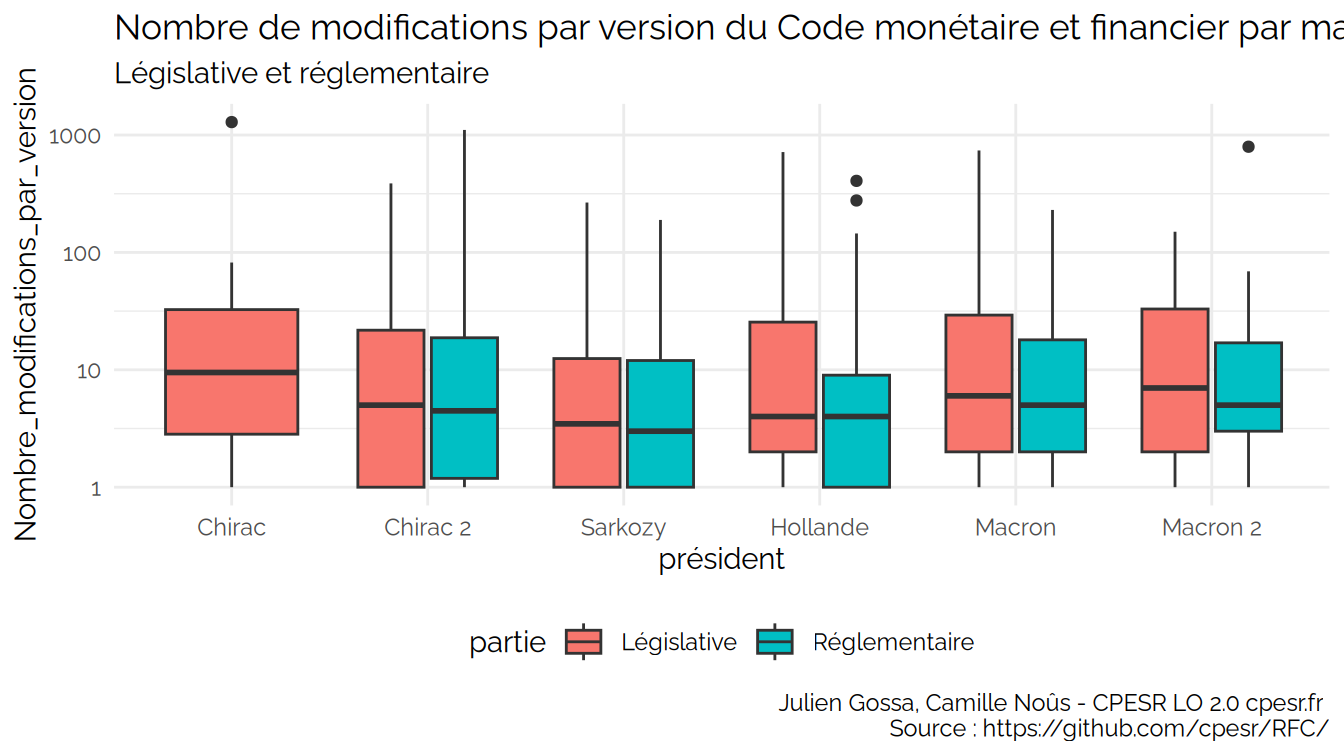 Nombre de modifications par version du Code monétaire et financier par ma
Législative et réglementaire
Nombre_modifications_par_version
1000
100
10
1
Chirac Chirac 2 Sarkozy Hollande Macron Macron 2
président
partie Législative Réglementaire
Julien Gossa, Camille Noûs - CPESR LO 2.0 cpesr.fr
Source : https://github.com/cpesr/RFC/